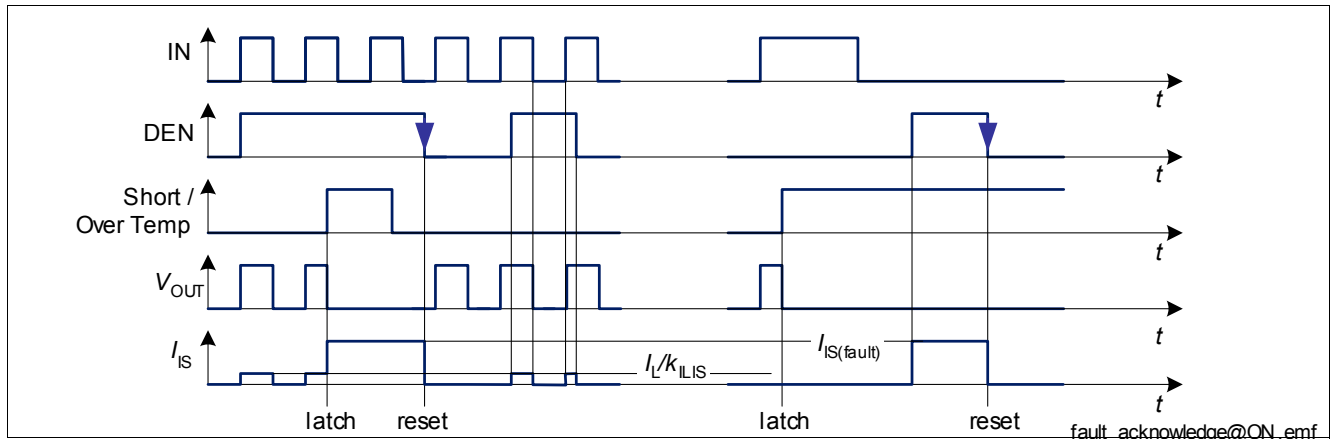 IN
t
DEN
t
Short /
Over Temp
t
VOUT
t
IIS
IL/kILIS
IIS(fault)
t
latch reset latch reset
fault_acknowledge@ON.emf